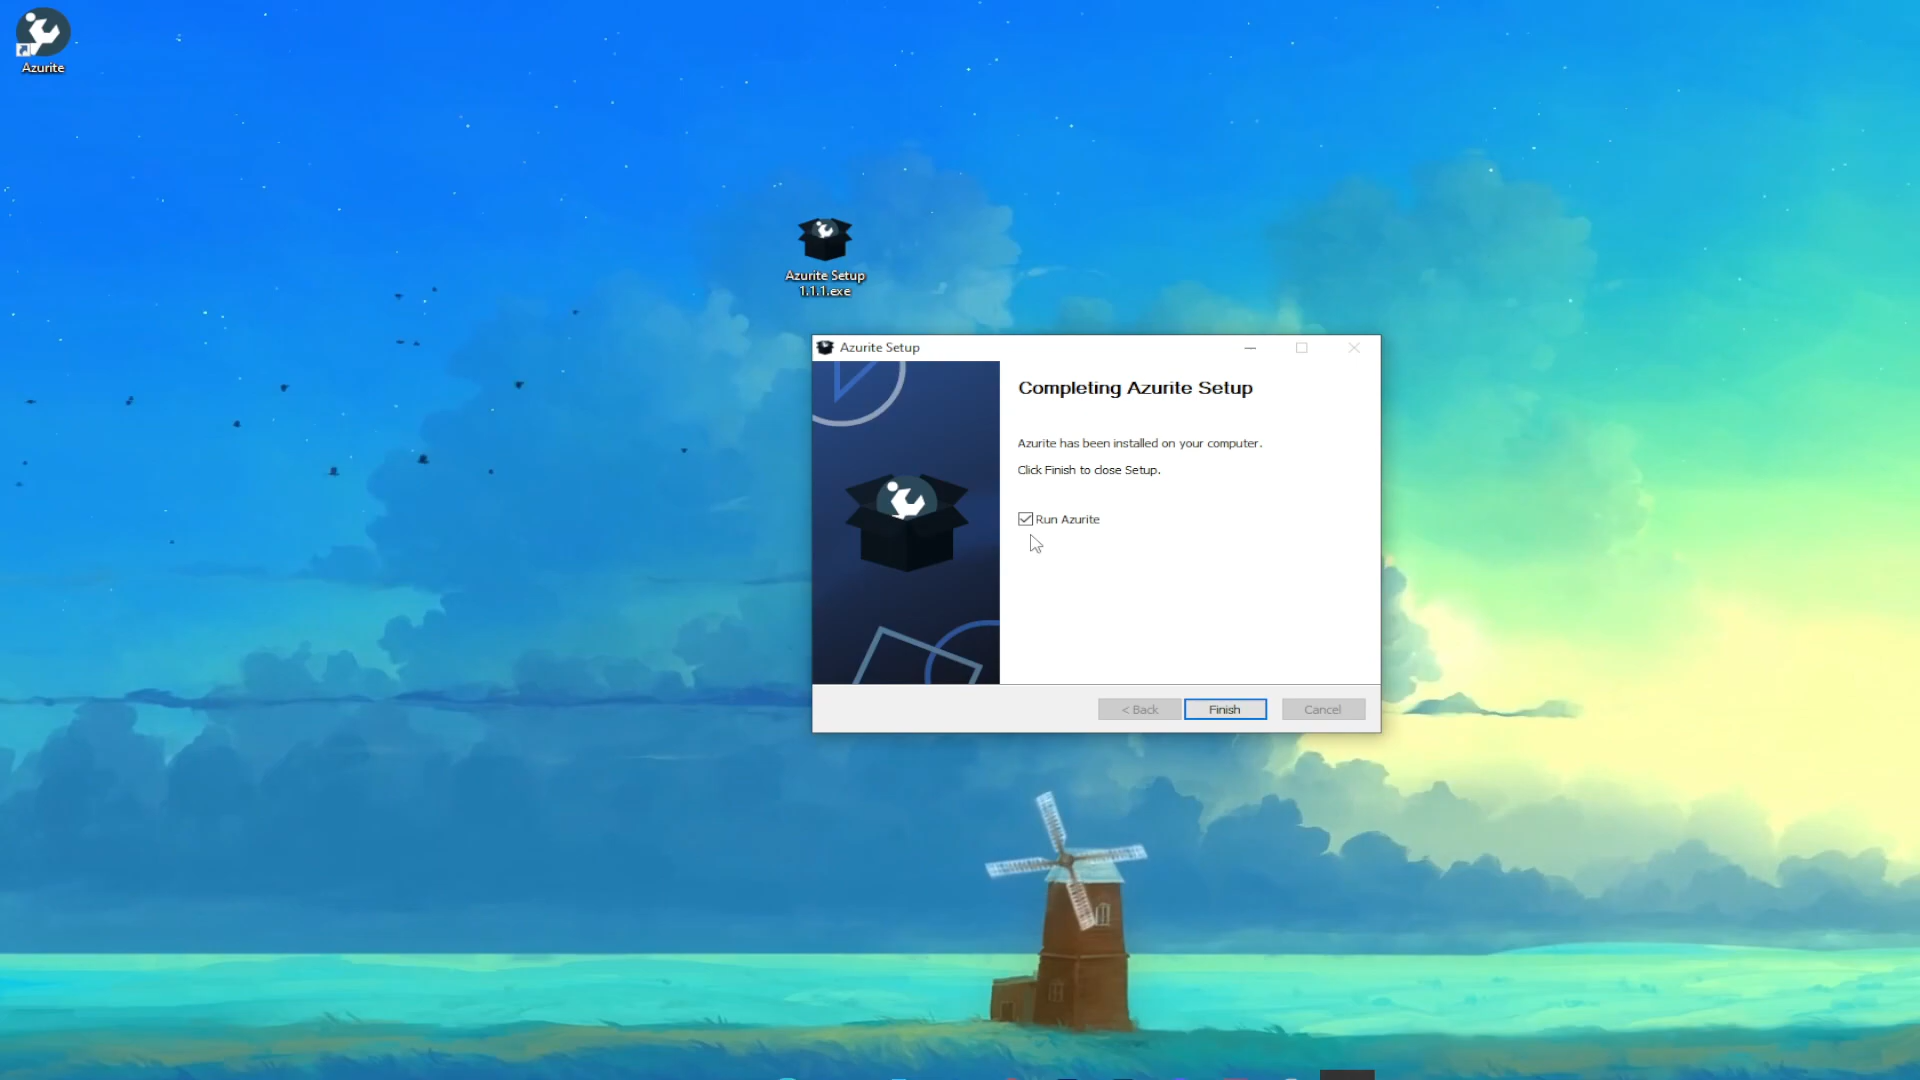 Azurite
Azurite Setup
1.1.1.exe
Azurite Setup
Completing Azurite Setup
Azurite has been installed on your computer.
Click Finish to close Setup.
Run Azurite
< Back
Finish
Cancel